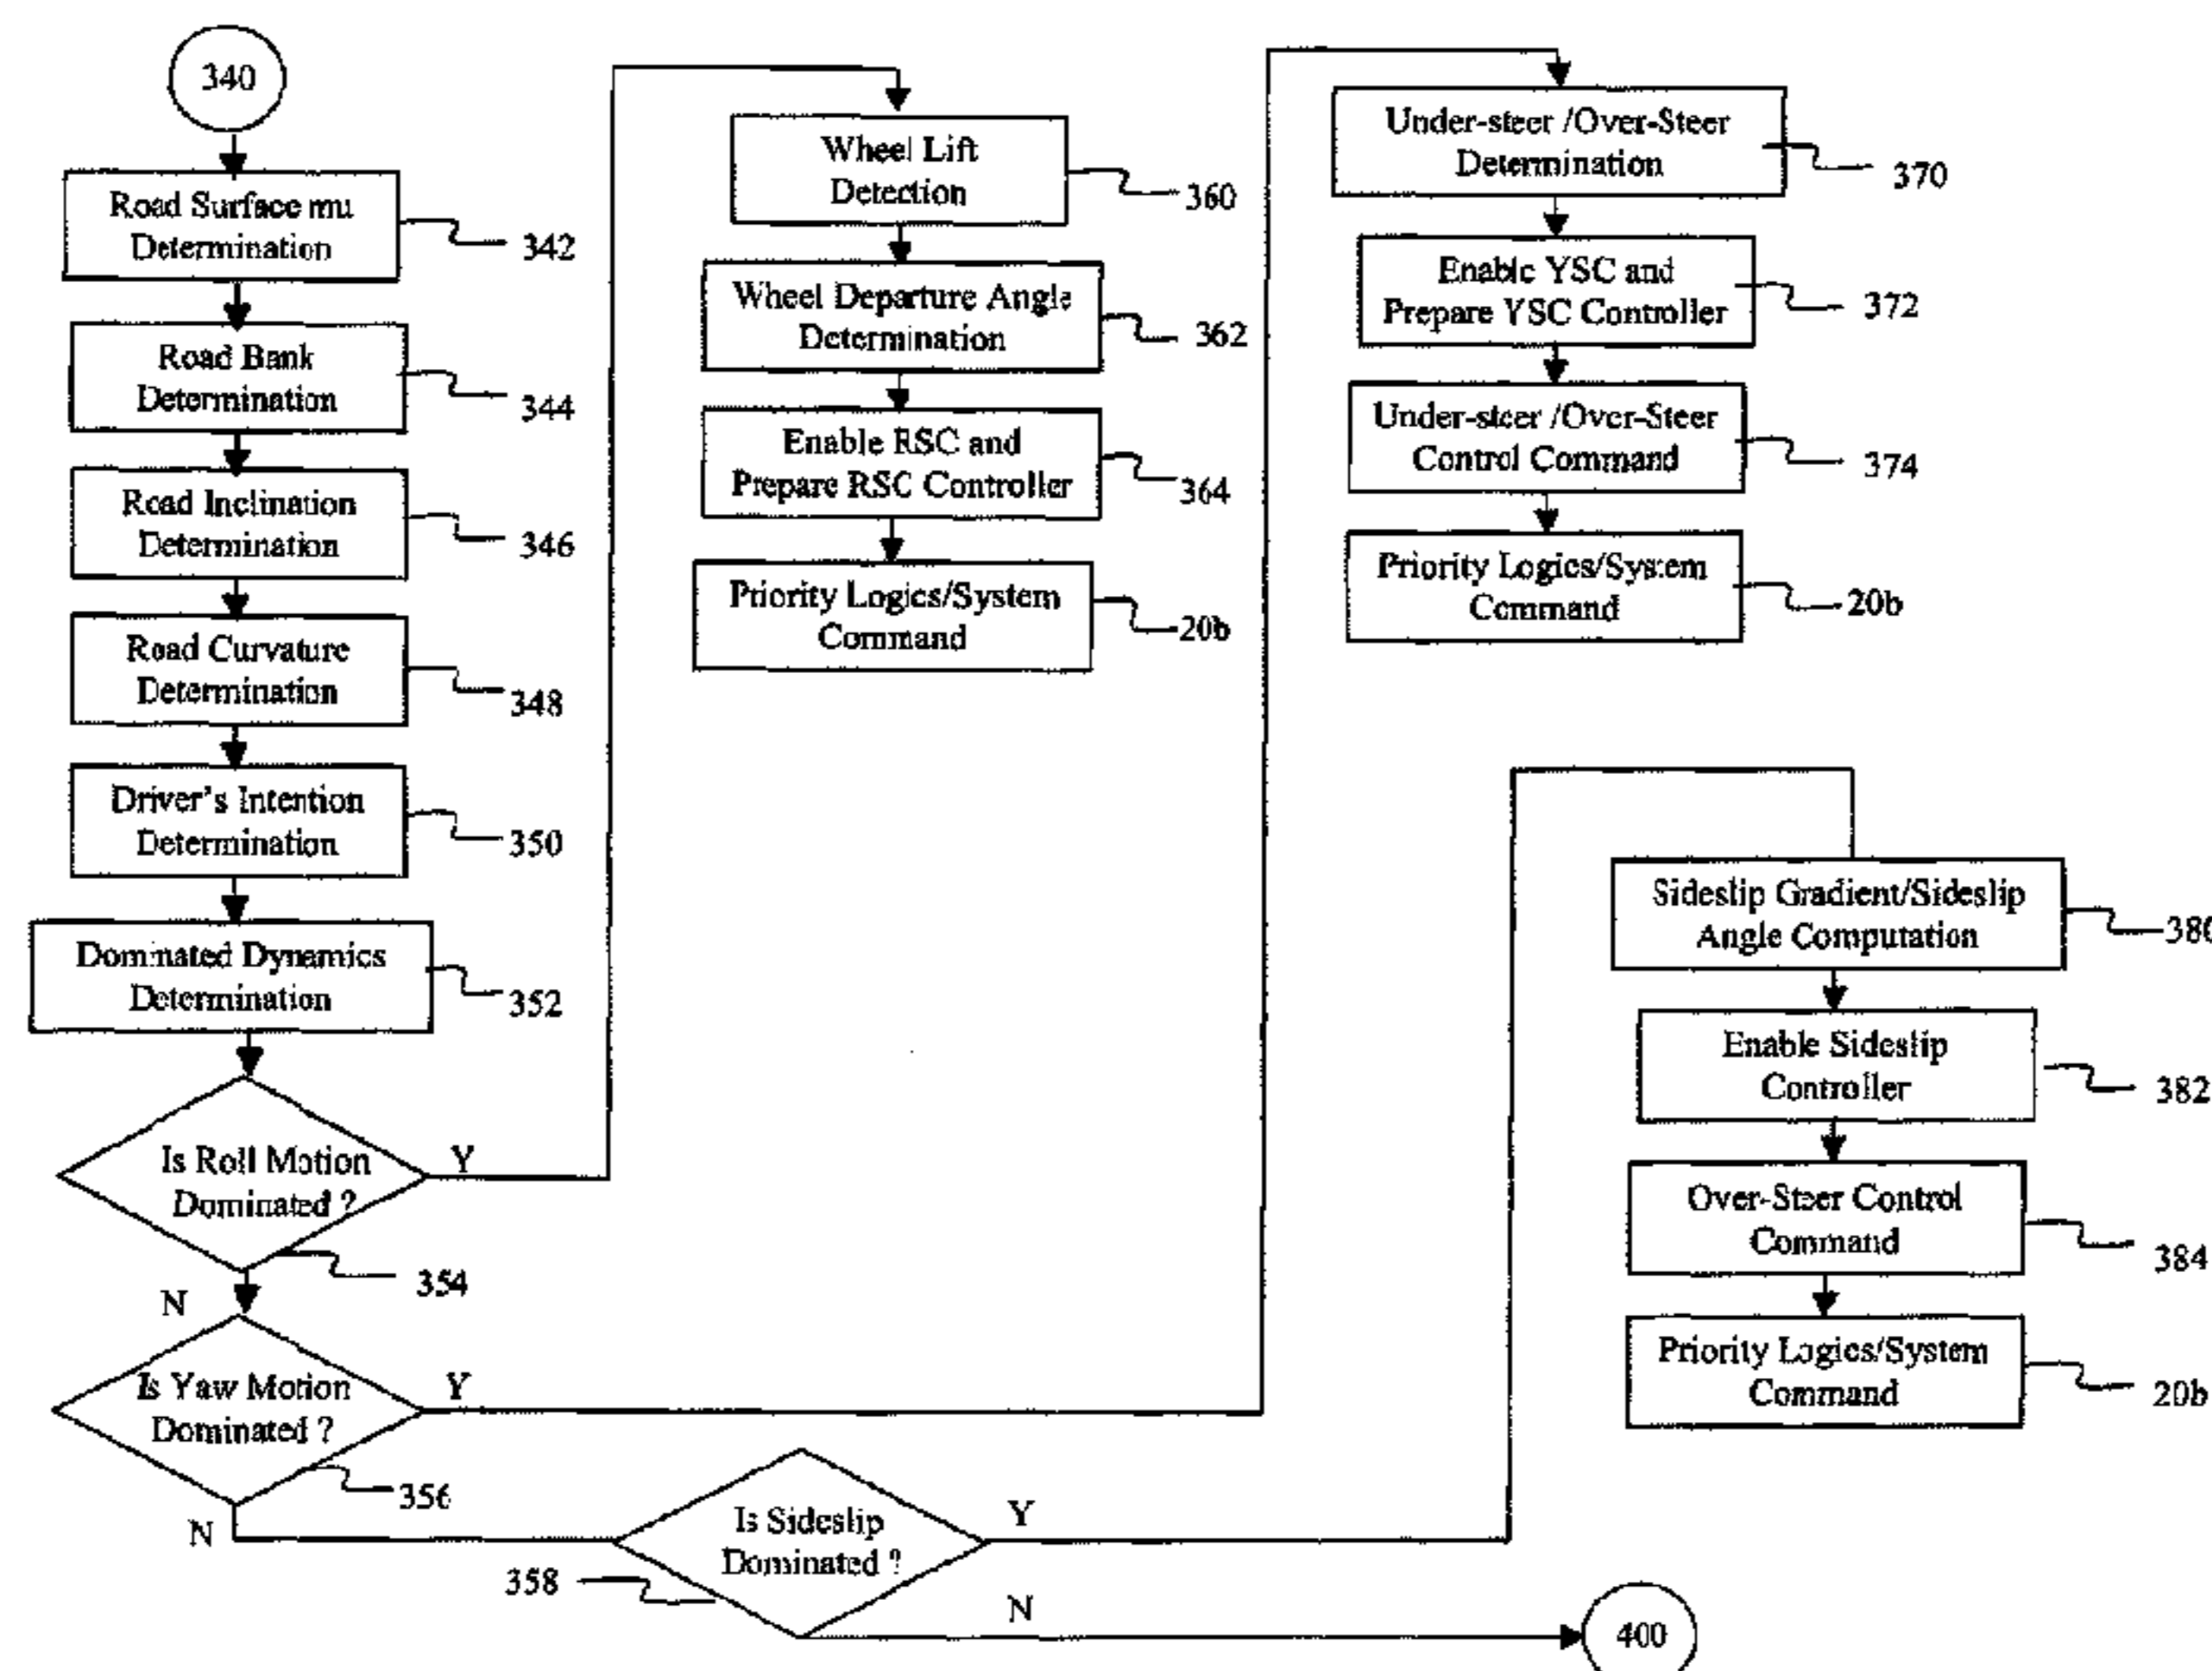 340
Road Surface mu
Determination
342
Road Bank
Determination
344
Road Inclination
Determination
346
Road Curvature
Determination
348
Driver's Intention
Determination
350
Dominated Dynamics
Determination
352
Is Roll Motion
Dominated ?
Y
354
N
Is Yaw Motion
Dominated ?
Y
356
N
Is Sideslip
Dominated ?
Y
358
N
400
Wheel Lift
Detection
360
Wheel Departure Angle
Determination
362
Enable RSC and
Prepare RSC Controller
364
Priority Logics/System
Command
20b
Under-steer /Over-Steer
Determination
370
Enable YSC and
Prepare YSC Controller
372
Under-steer /Over-Steer
Control Command
374
Priority Logics/System
Command
20b
Sideslip Gradient/Sideslip
Angle Computation
380
Enable Sideslip
Controller
382
Over-Steer Control
Command
384
Priority Logics/System
Command
20b